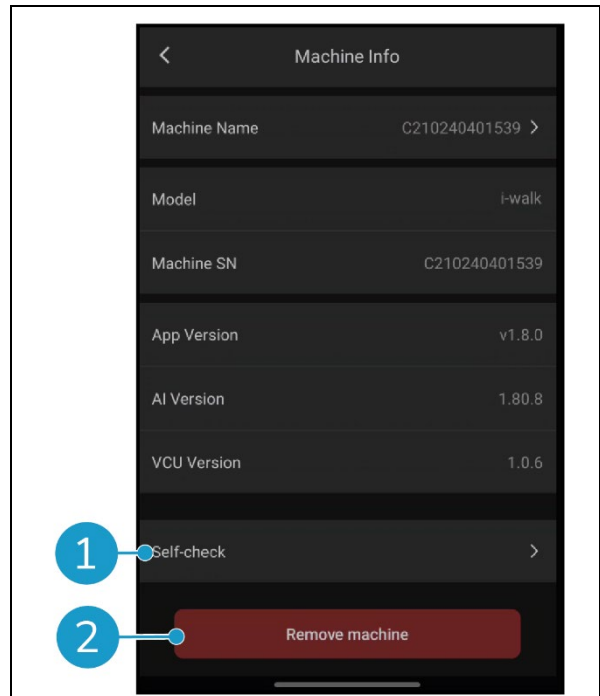 Machine Info
Machine Name C210240401539
Model i-walk
Machine SN C210240401539
App Version v1.8.0
AI Version 1.80.8
VCU Version 1.0.6
1 Self-check
2 Remove machine